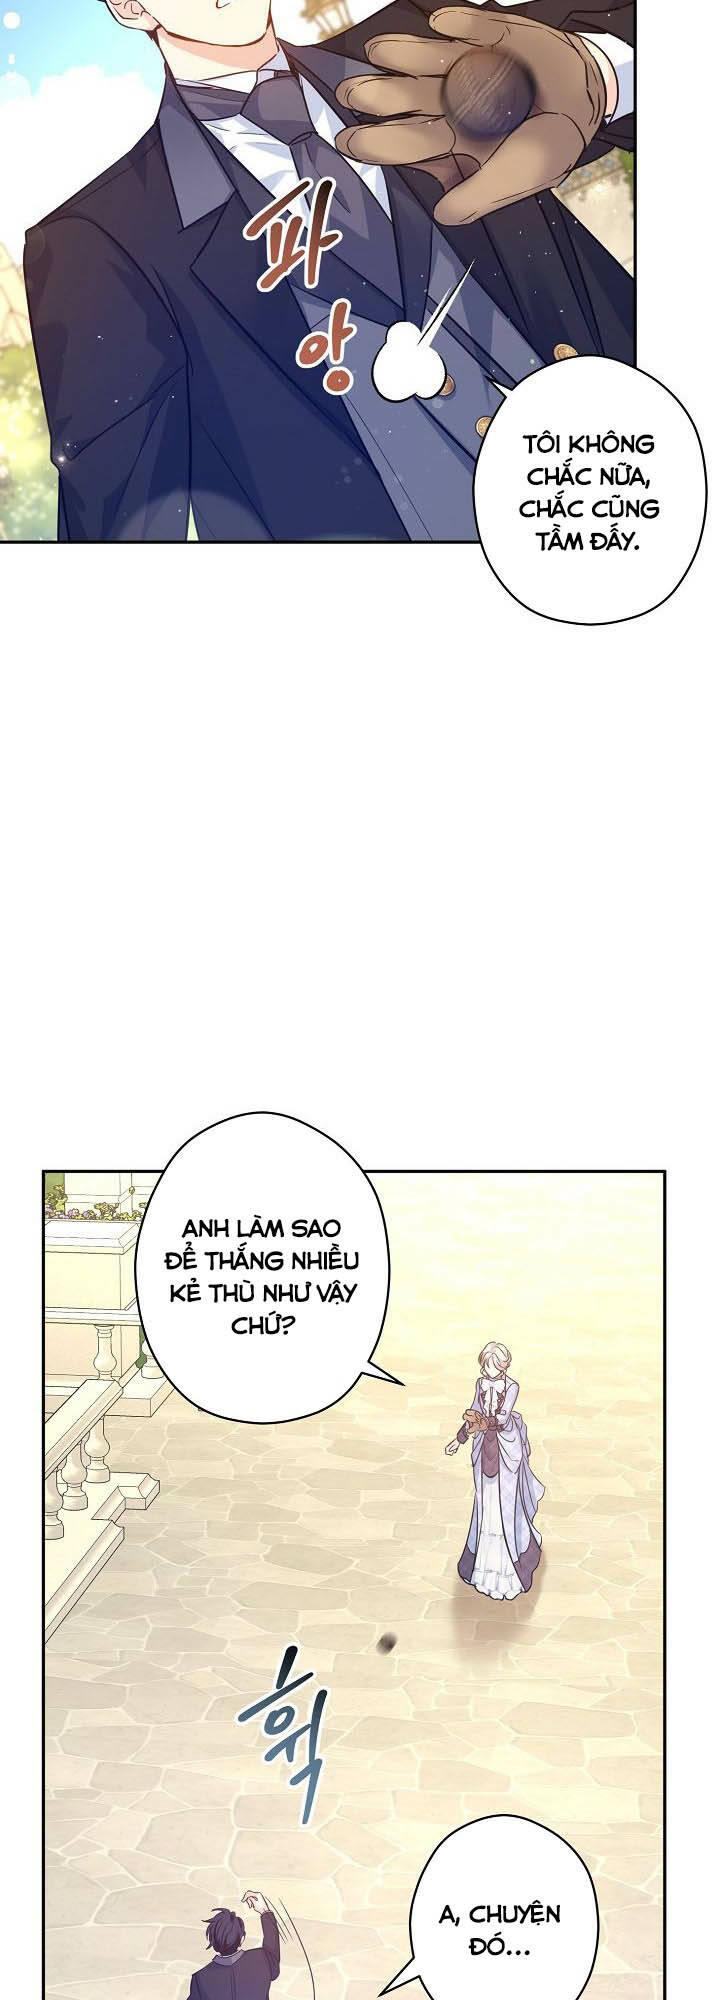 파
앙
TÔI KHÔNG
CHẮC NỮA,
CHẮC CŨNG
TẦM ĐẤY.
ANH LÀM SAO
ĐỂ THẮNG NHIỀU
KẺ THÙ NHƯ VẬY
CHỨ?
휙
A, CHUYỆN
ĐÓ...